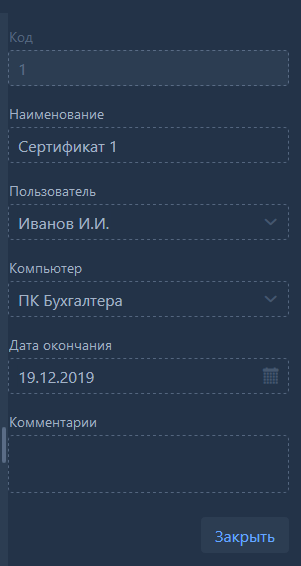 Код
1
Наименование
Сертификат 1
Пользователь
Иванов И.И.
Компьютер
ПК Бухгалтера
Дата окончания
19.12.2019
Комментарии
Закрыть